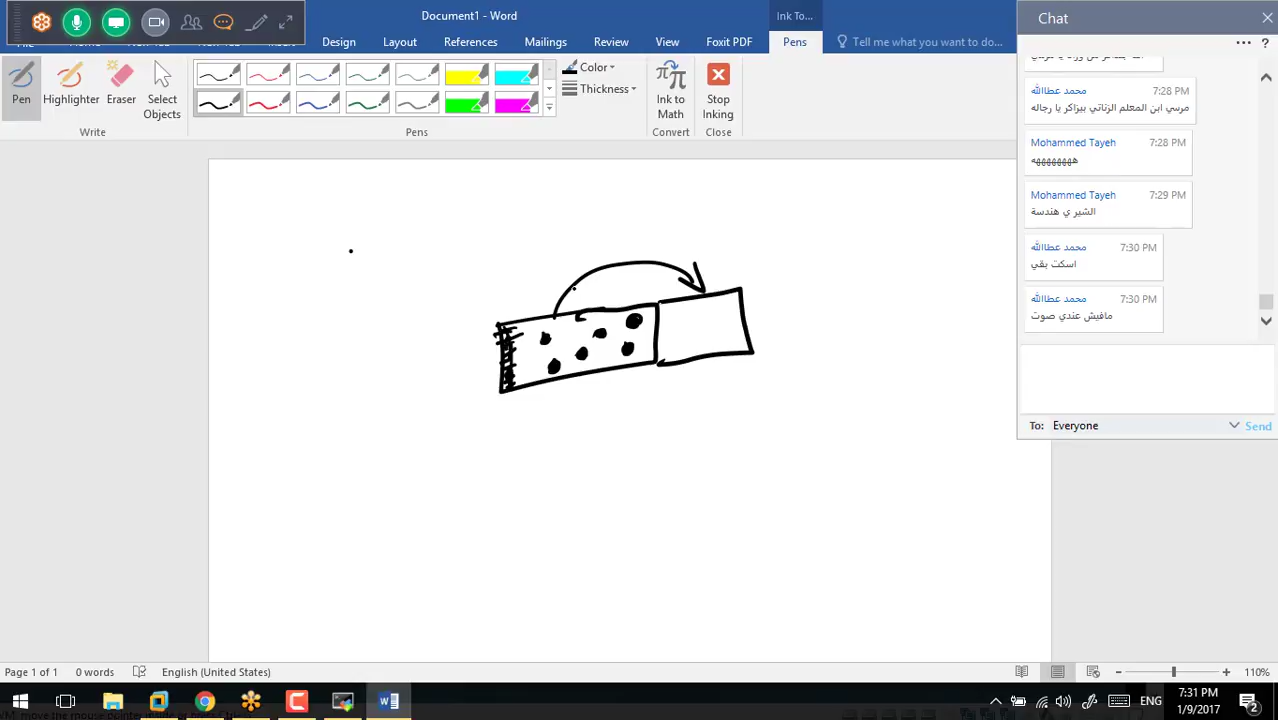 Document1 - Word
Ink To...
Chat
Design
Layout
References
Mailings
Review
View
Foxit PDF
Pens
Tell me what you want to do...
Pen
Highlighter
Eraser
Select
Objects
Color
Thickness
Ink to
Math
Stop
Inking
Write
Pens
Convert
Close
محمد عطاالله 7:28 PM
مرسي ابن المعلم الزناتي بيزاكر يا رجاله
Mohammed Tayeh 7:28 PM
Mohammed Tayeh 7:29 PM
الشير ي هندسة
محمد عطاالله 7:30 PM
اسكت بقي
محمد عطاالله 7:30 PM
مافيش عندي صوت
To: Everyone
Send
Page 1 of 1
0 words
English (United States)
110%
ENG
7:31 PM
1/9/2017
2